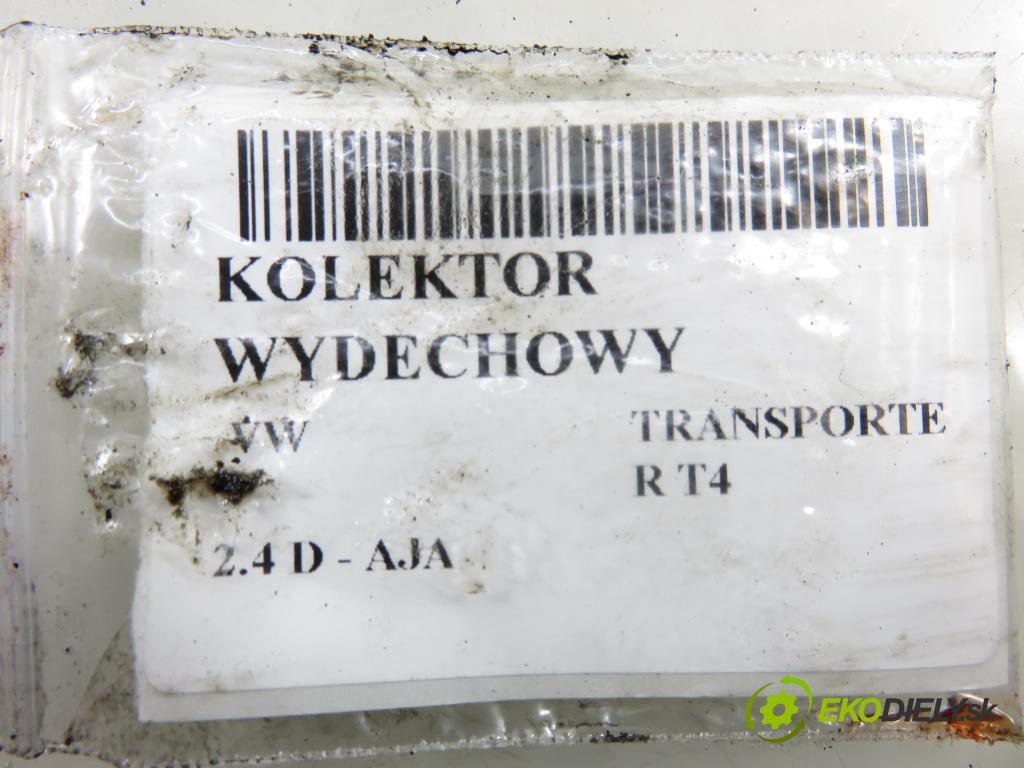 KOLEKTOR
WYDECHOWY
VW TRANSPORTE
R T4
2.4 D - AJA
EKODIELY.sk